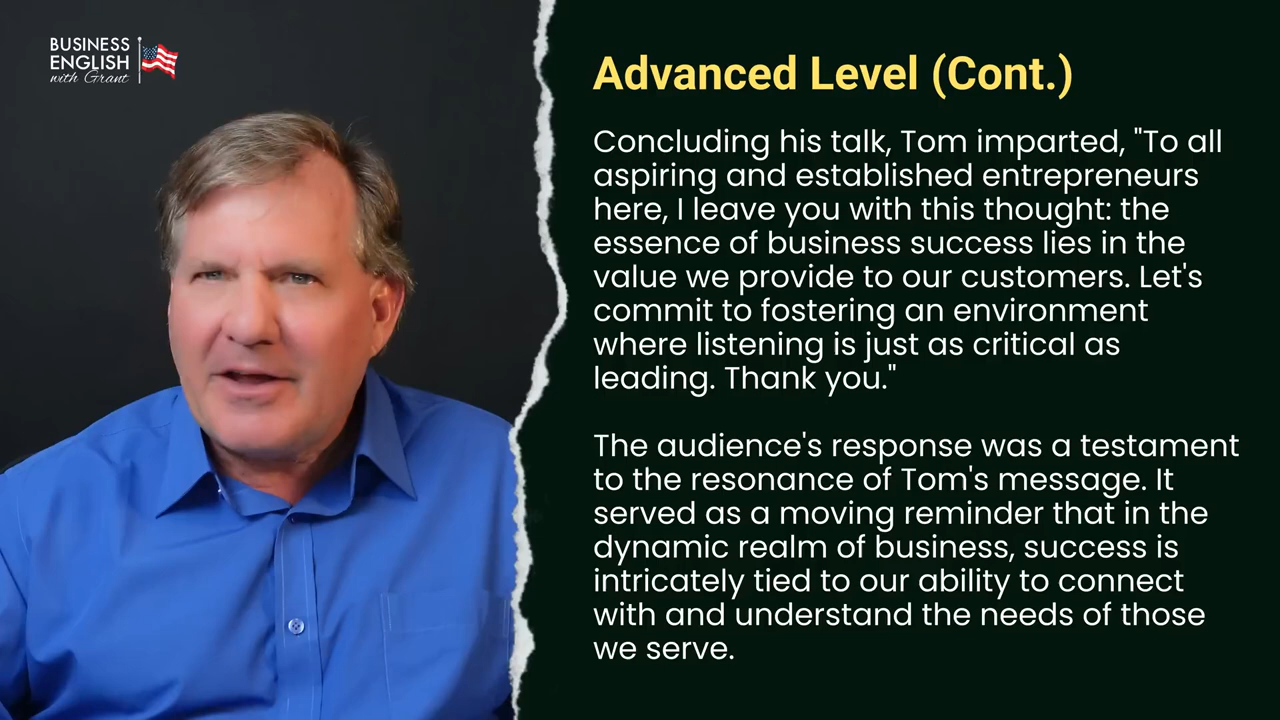 BUSINESS
ENGLISH
with Grant
Advanced Level (Cont.)
Concluding his talk, Tom imparted, "To all
aspiring and established entrepreneurs
here, I leave you with this thought: the
essence of business success lies in the
value we provide to our customers. Let's
commit to fostering an environment
where listening is just as critical as
leading. Thank you."
The audience's response was a testament
to the resonance of Tom's message. It
served as a moving reminder that in the
dynamic realm of business, success is
intricately tied to our ability to connect
with and understand the needs of those
we serve.